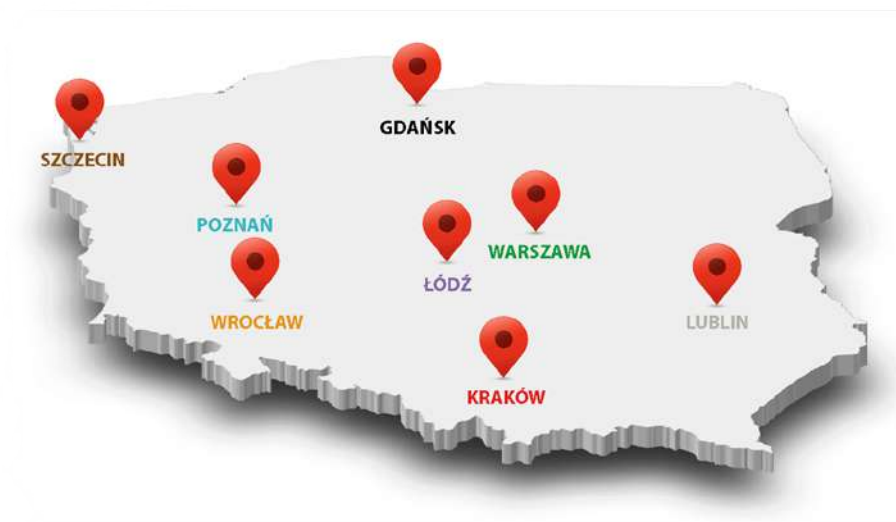 GDAŃSK
SZCZECIN
POZNAŃ
WARSZAWA
ŁÓDŹ
WROCŁAW
LUBLIN
KRAKÓW